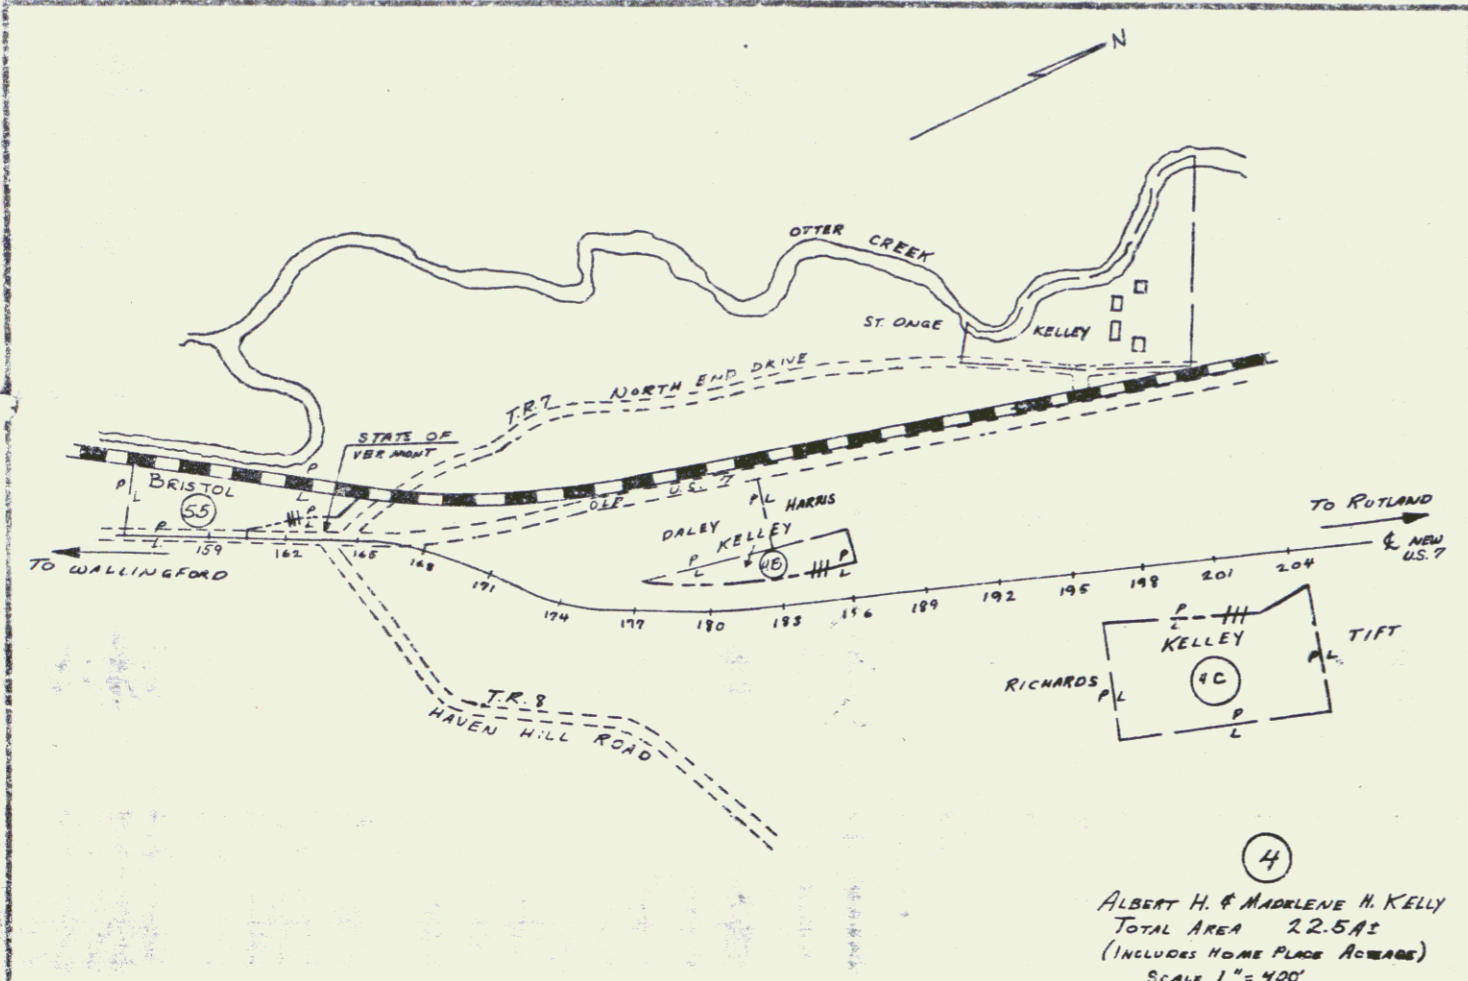 N
OTTER CREEK
ST. ONGE
KELLEY
T.R.7 NORTH END DRIVE
STATE OF
VERMONT
P
L
BRISTOL
55
P L
P
L
P
L
L
159 162 165 168 171 174 177 180 183 189 192 195 198 201 204
TO WALLINGFORD
OLD U.S. 7
P L
HARRIS
DALEY
KELLEY
P
L
P
L
TO RUTLAND
℄ NEW
U.S. 7
T.R. 8
HAVEN HILL ROAD
P
L
KELLEY
TIFT
P L
RICHARDS
P L
4C
P
L
4
ALBERT H. & MADELENE H. KELLY
TOTAL AREA 22.5A±
(INCLUDES HOME PLACE ACREAGE)
SCALE 1"= 400'